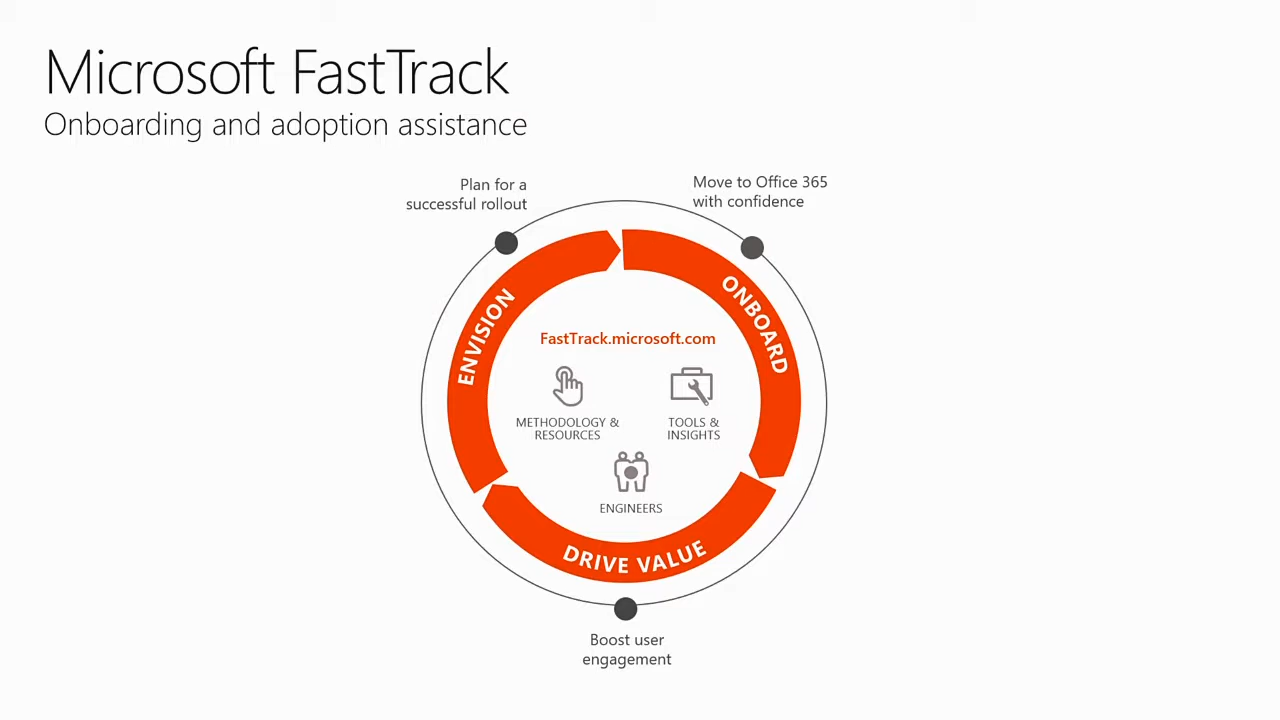 Microsoft FastTrack
Onboarding and adoption assistance
Plan for a
successful rollout
Move to Office 365
with confidence
ENVISION
ONBOARD
FastTrack.microsoft.com
METHODOLOGY &
RESOURCES
TOOLS &
INSIGHTS
ENGINEERS
DRIVE VALUE
Boost user
engagement